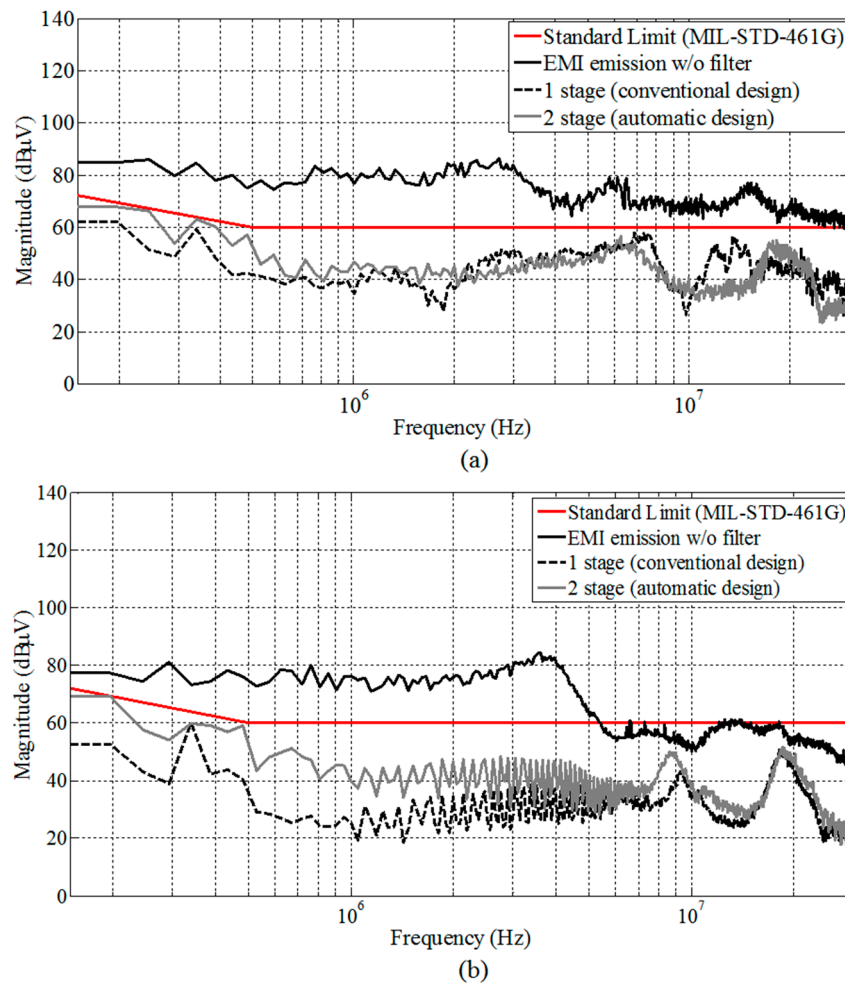 140
120
100
80
60
40
20
0
Magnitude (dBμV)
Standard Limit (MIL-STD-461G)
EMI emission w/o filter
1 stage (conventional design)
2 stage (automatic design)
10^6
10^7
Frequency (Hz)
(a)
140
120
100
80
60
40
20
0
Magnitude (dBμV)
Standard Limit (MIL-STD-461G)
EMI emission w/o filter
1 stage (conventional design)
2 stage (automatic design)
10^6
10^7
Frequency (Hz)
(b)